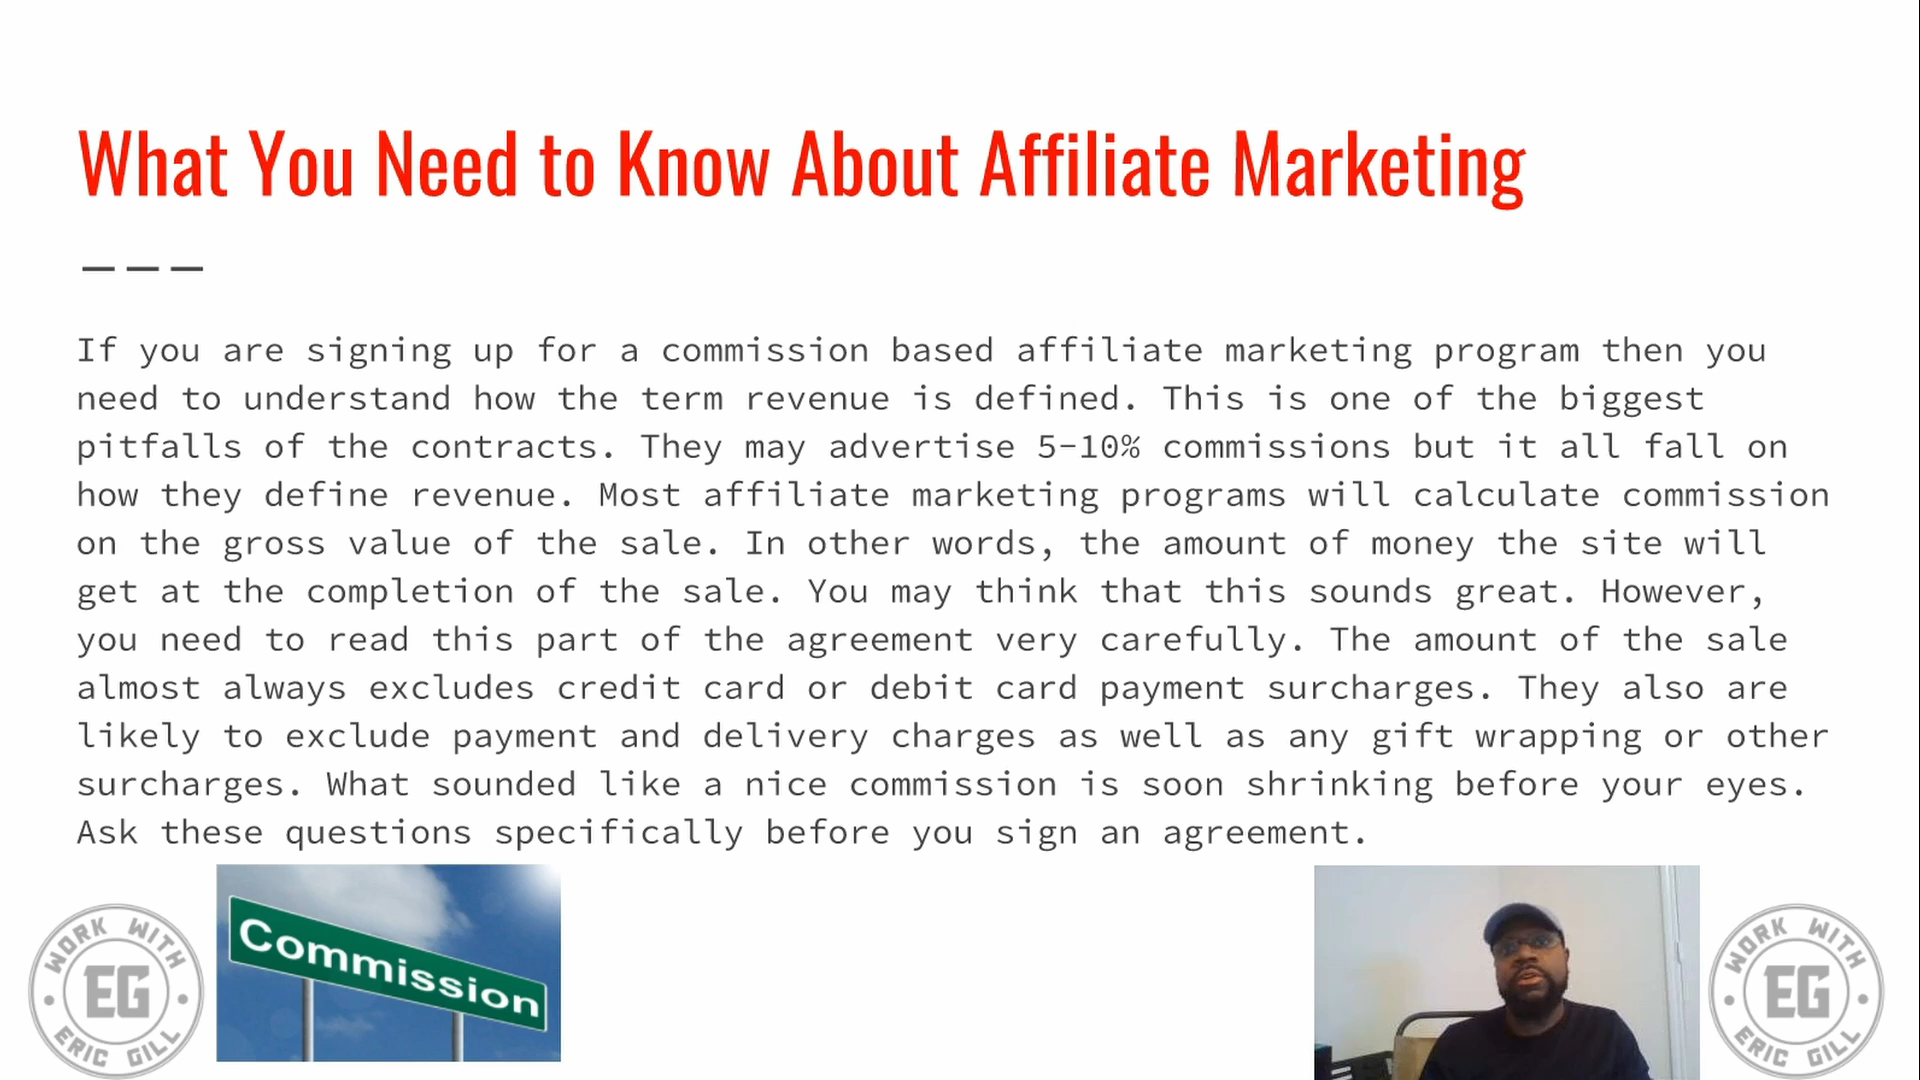 What You Need to Know About Affiliate Marketing
If you are signing up for a commission based affiliate marketing program then you
need to understand how the term revenue is defined. This is one of the biggest
pitfalls of the contracts. They may advertise 5-10% commissions but it all fall on
how they define revenue. Most affiliate marketing programs will calculate commission
on the gross value of the sale. In other words, the amount of money the site will
get at the completion of the sale. You may think that this sounds great. However,
you need to read this part of the agreement very carefully. The amount of the sale
almost always excludes credit card or debit card payment surcharges. They also are
likely to exclude payment and delivery charges as well as any gift wrapping or other
surcharges. What sounded like a nice commission is soon shrinking before your eyes.
Ask these questions specifically before you sign an agreement.
WORK WITH
EG
ERIC GILL
Commission
WORK WITH
EG
ERIC GILL